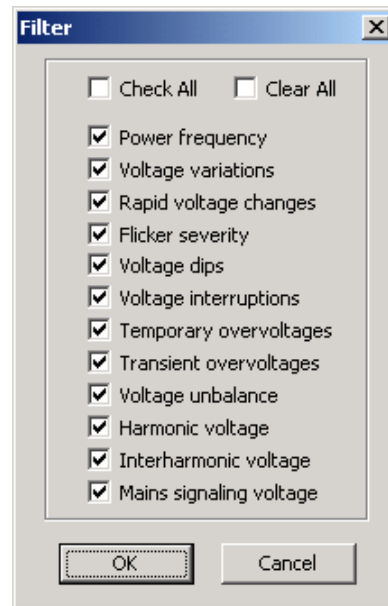 Filter
Check All Clear All
Power frequency
Voltage variations
Rapid voltage changes
Flicker severity
Voltage dips
Voltage interruptions
Temporary overvoltages
Transient overvoltages
Voltage unbalance
Harmonic voltage
Interharmonic voltage
Mains signaling voltage
OK Cancel